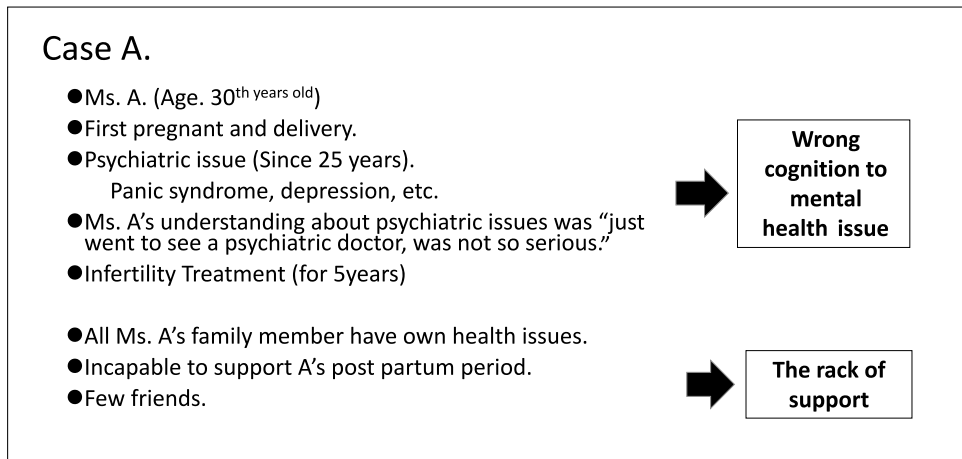 Case A.
●Ms. A. (Age. 30th years old)
●First pregnant and delivery.
●Psychiatric issue (Since 25 years).
Panic syndrome, depression, etc.
●Ms. A's understanding about psychiatric issues was “just
went to see a psychiatric doctor, was not so serious.”
●Infertility Treatment (for 5years)
Wrong
cognition to
mental
health issue
●All Ms. A's family member have own health issues.
●Incapable to support A's post partum period.
●Few friends.
The rack of
support